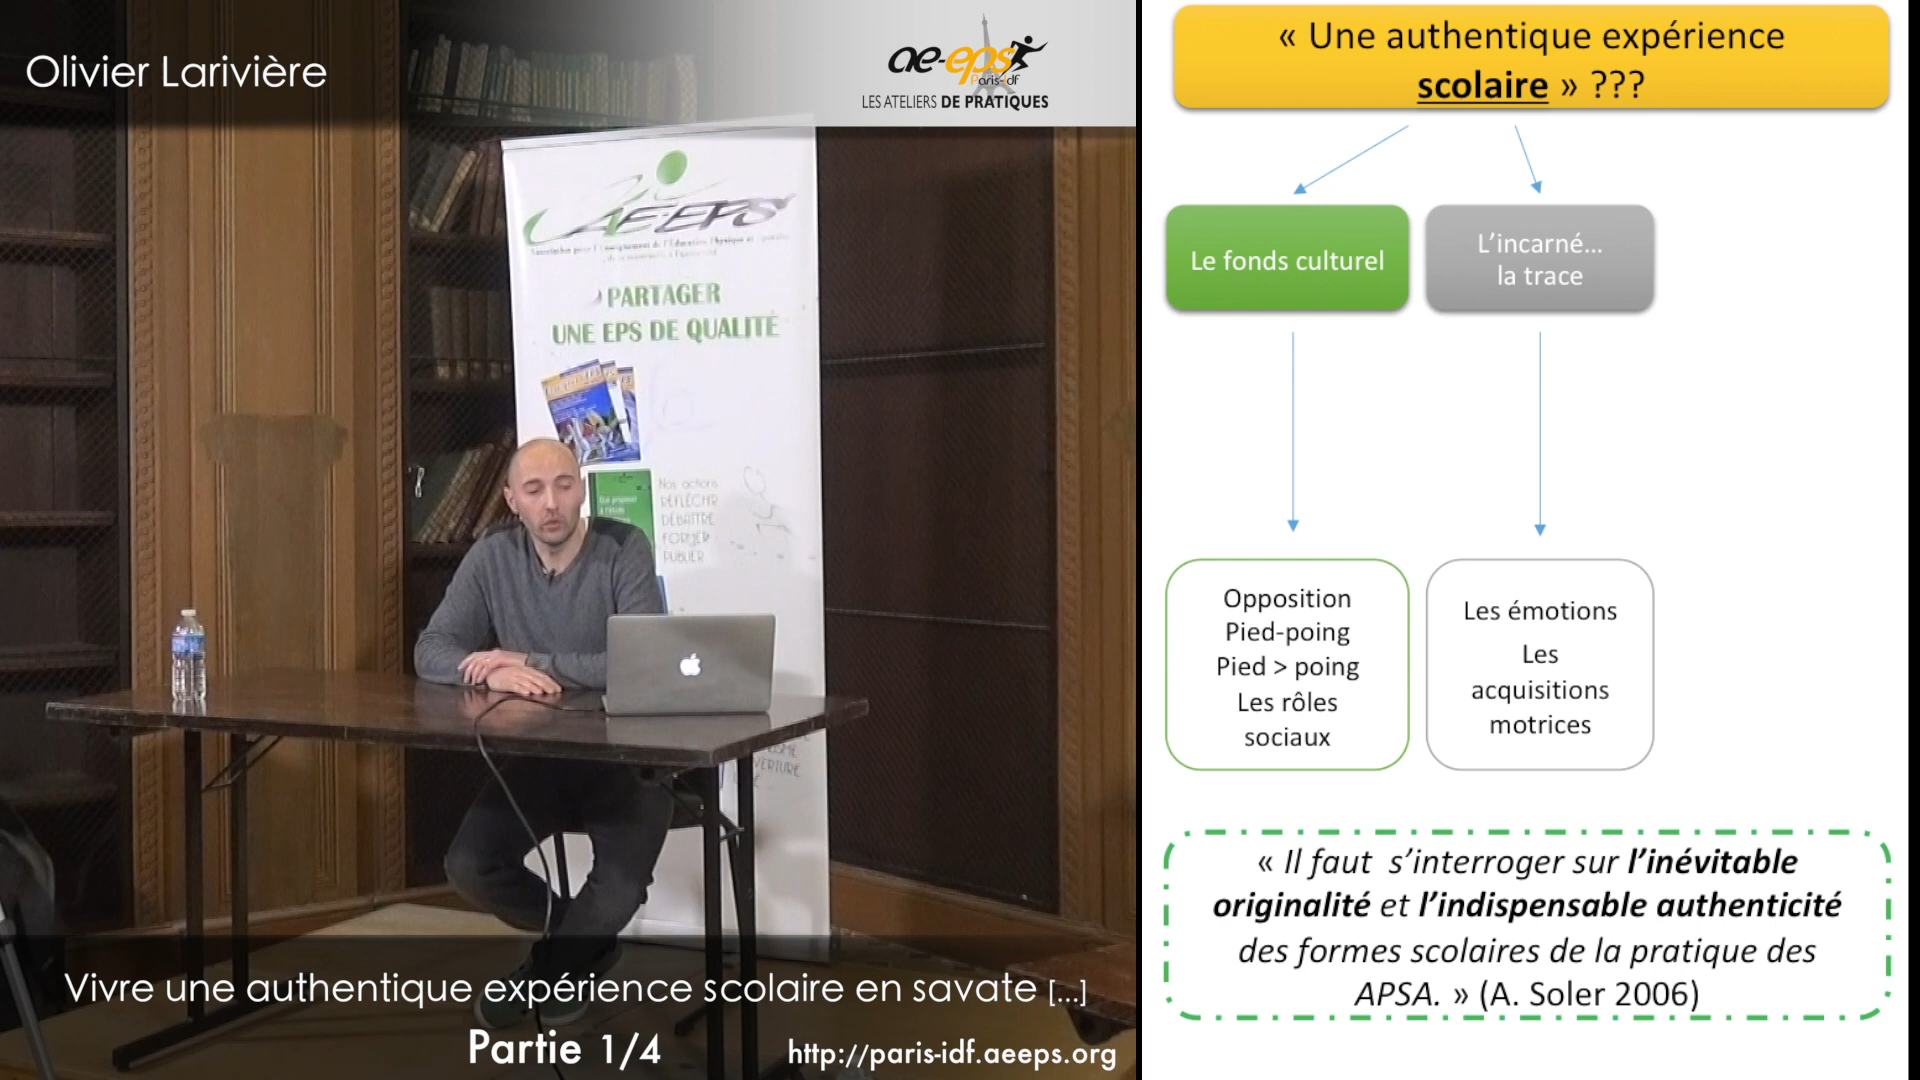 Olivier Larivière
ae-eps
Paris-idf
LES ATELIERS DE PRATIQUES
AE-EPS
PARTAGER
UNE EPS DE QUALITÉ
Nos actions
RÉFLÉCHIR
DÉBATTRE
FORMER
PUBLIER
Vivre une authentique expérience scolaire en savate [...]
Partie 1/4
http://paris-idf.aeeps.org
« Une authentique expérience
scolaire » ???
Le fonds culturel
L’incarné...
la trace
Opposition
Pied-poing
Pied > poing
Les rôles
sociaux
Les émotions
Les
acquisitions
motrices
« Il faut s’interroger sur l’inévitable
originalité et l’indispensable authenticité
des formes scolaires de la pratique des
APSA. » (A. Soler 2006)